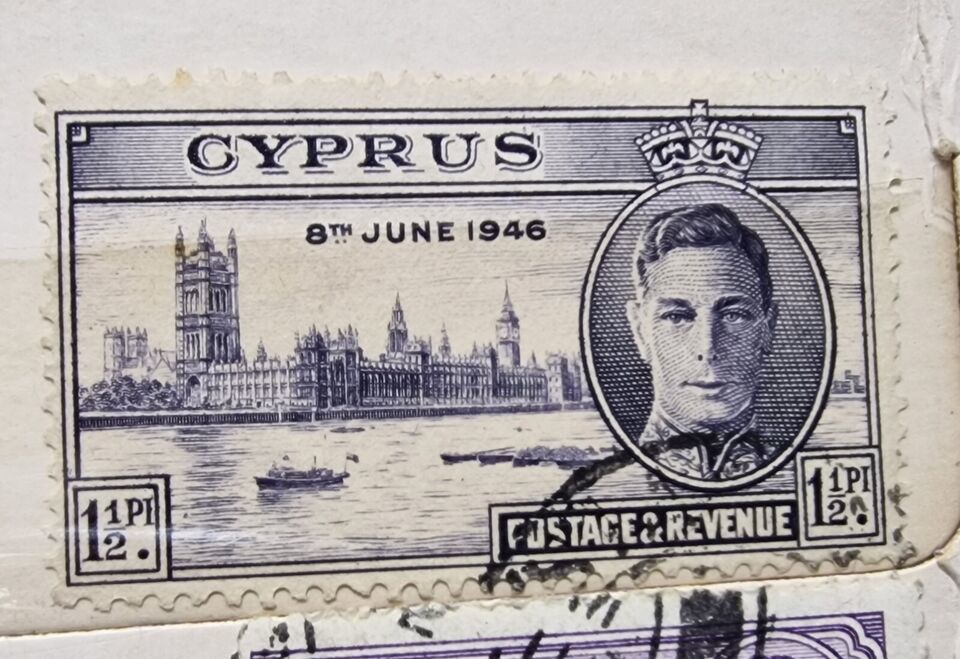 CYPRUS
8TH JUNE 1946
1½PI.
POSTAGE & REVENUE
1½PI.